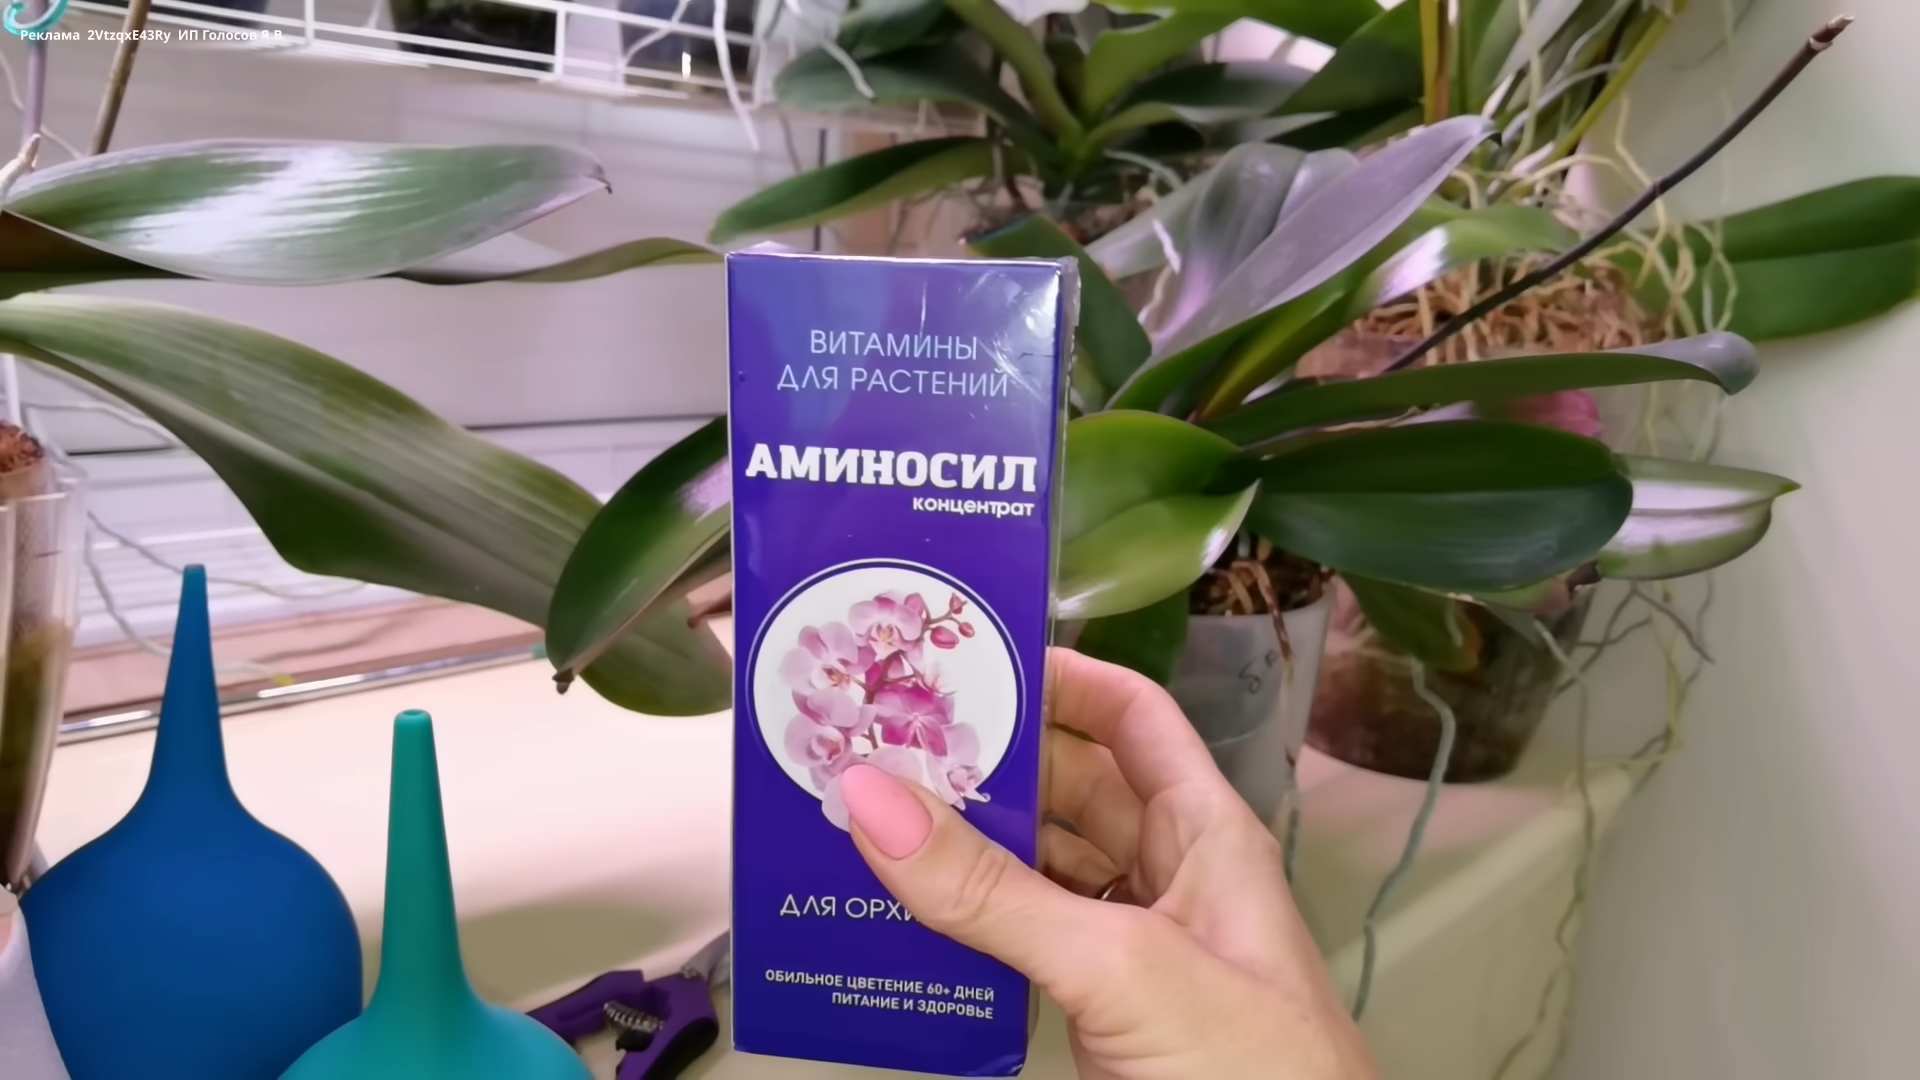 Реклама 2VtzqxE43Ry ИП Голосов Я.В.
ВИТАМИНЫ
ДЛЯ РАСТЕНИЙ
АМИНОСИЛ
концентрат
ДЛЯ ОРХИ
ОБИЛЬНОЕ ЦВЕТЕНИЕ 60+ ДНЕЙ
ПИТАНИЕ И ЗДОРОВЬЕ